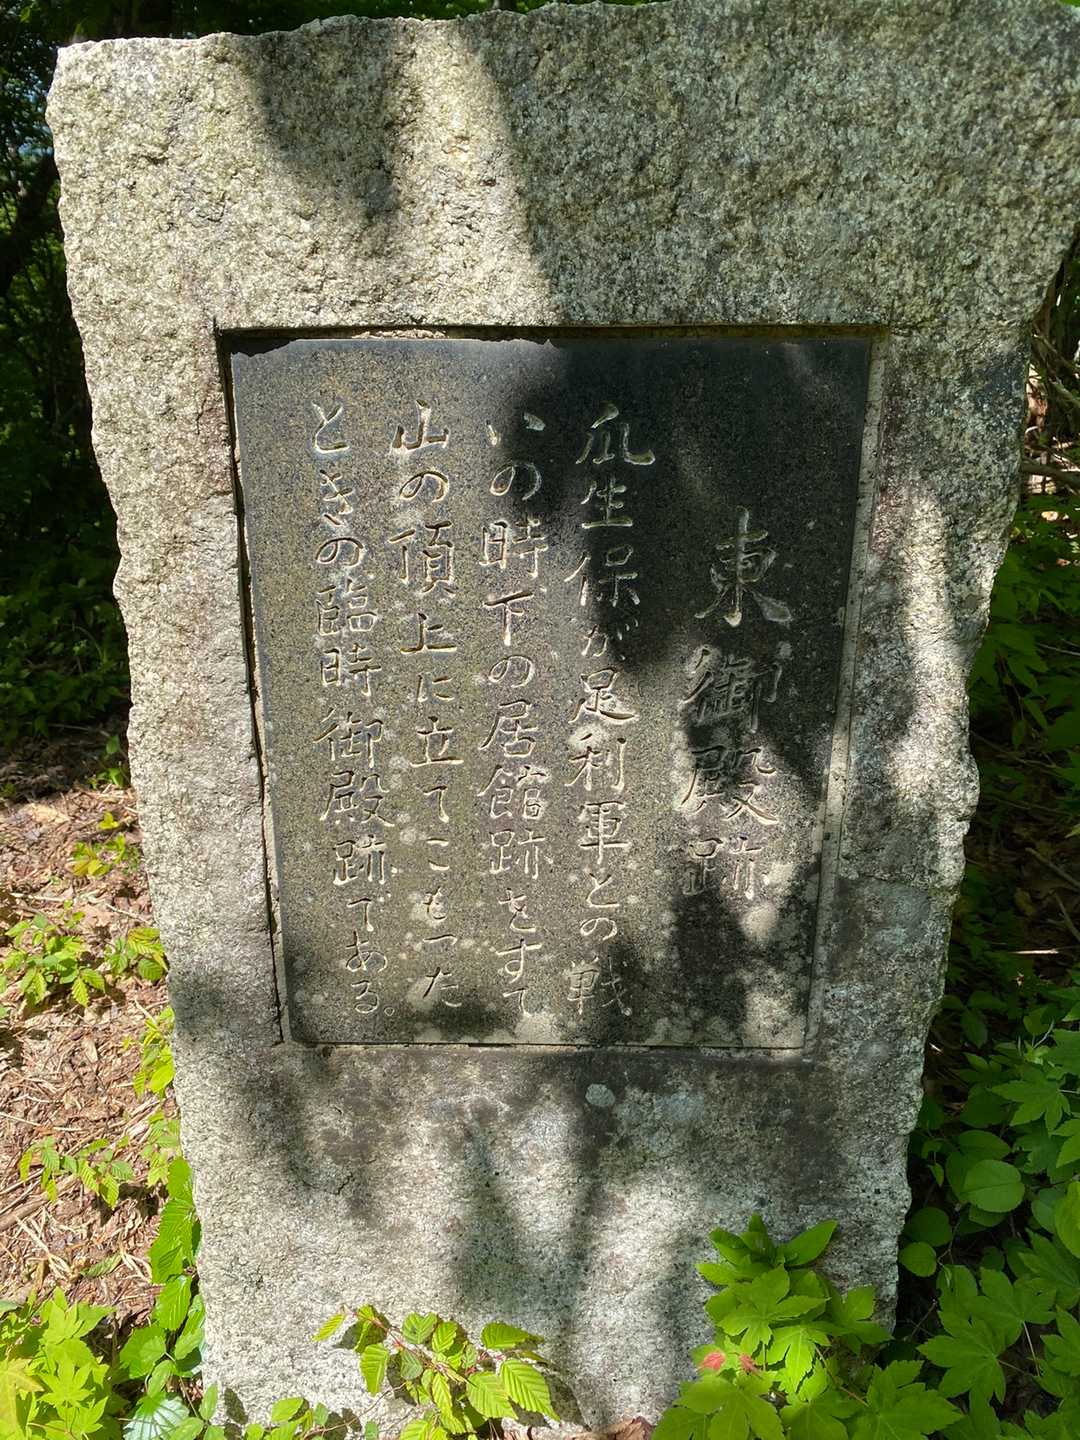 東御殿跡
瓜生保が足利軍との戦
いの時下の居館跡をすて
山の頂上に立てこもった
ときの臨時御殿跡である。